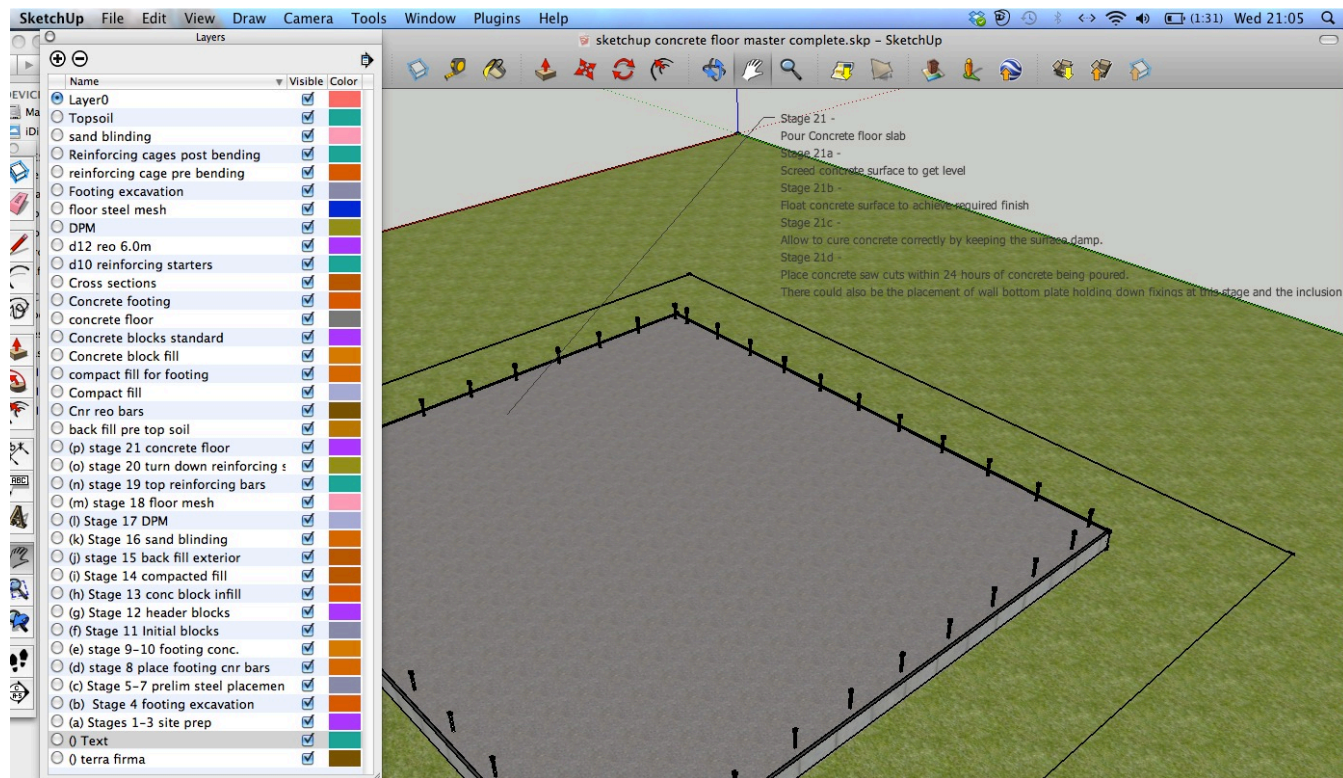 SketchUp File Edit View Draw Camera Tools Window Plugins Help (1:31) Wed 21:05
Layers
sketchup concrete floor master complete.skp – SketchUp
Name Visible Color
Layer0
Topsoil
sand blinding
Reinforcing cages post bending
reinforcing cage pre bending
Footing excavation
floor steel mesh
DPM
d12 reo 6.0m
d10 reinforcing starters
Cross sections
Concrete footing
concrete floor
Concrete blocks standard
Concrete block fill
compact fill for footing
Compact fill
Cnr reo bars
back fill pre top soil
(p) stage 21 concrete floor
(o) stage 20 turn down reinforcing s
(n) stage 19 top reinforcing bars
(m) stage 18 floor mesh
(l) Stage 17 DPM
(k) Stage 16 sand blinding
(j) stage 15 back fill exterior
(i) Stage 14 compacted fill
(h) Stage 13 conc block infill
(g) Stage 12 header blocks
(f) Stage 11 Initial blocks
(e) stage 9–10 footing conc.
(d) stage 8 place footing cnr bars
(c) Stage 5–7 prelim steel placemen
(b) Stage 4 footing excavation
(a) Stages 1–3 site prep
() Text
() terra firma
Stage 21 -
Pour Concrete floor slab
Stage 21a -
Screed concrete surface to get level
Stage 21b -
Float concrete surface to achieve required finish
Stage 21c -
Allow to cure concrete correctly by keeping the surface damp.
Stage 21d -
Place concrete saw cuts within 24 hours of concrete being poured.
There could also be the placement of wall bottom plate holding down fixings at this stage and the inclusion